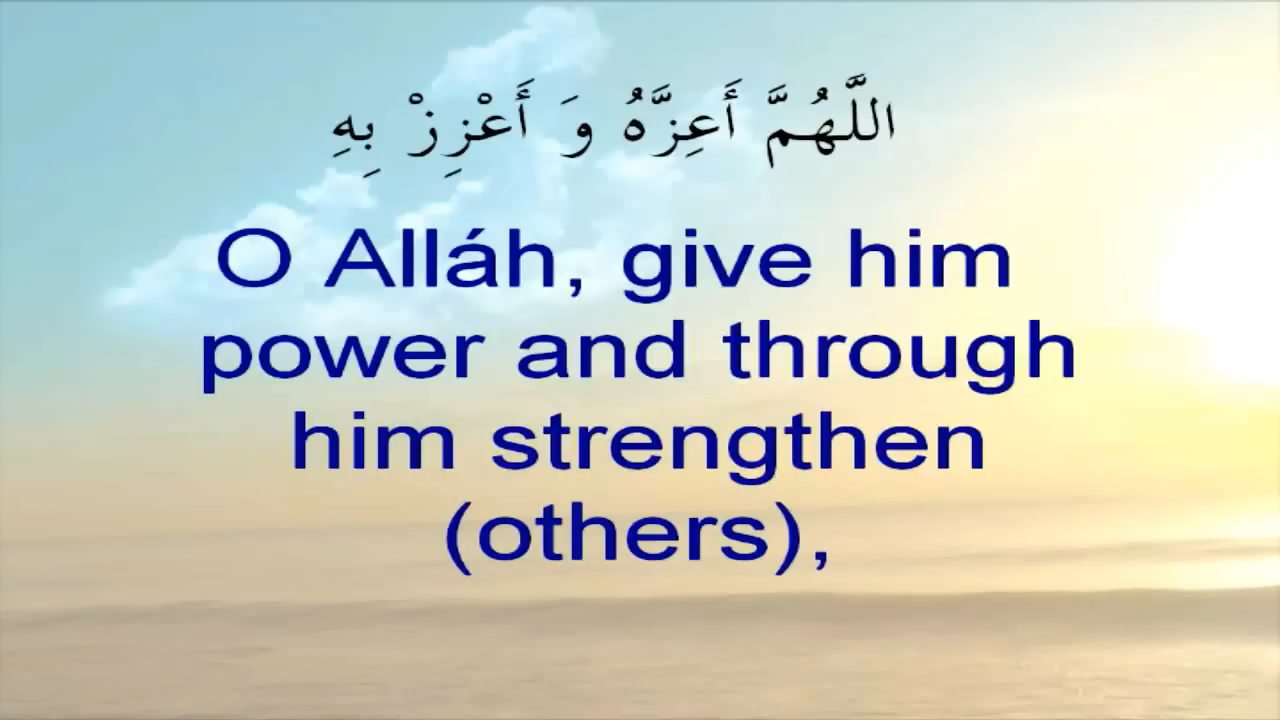 اللَّهُمَّ أَعِزَّهُ وَ أَعْزِزْ بِهِ
O Alláh, give him
power and through
him strengthen
(others),